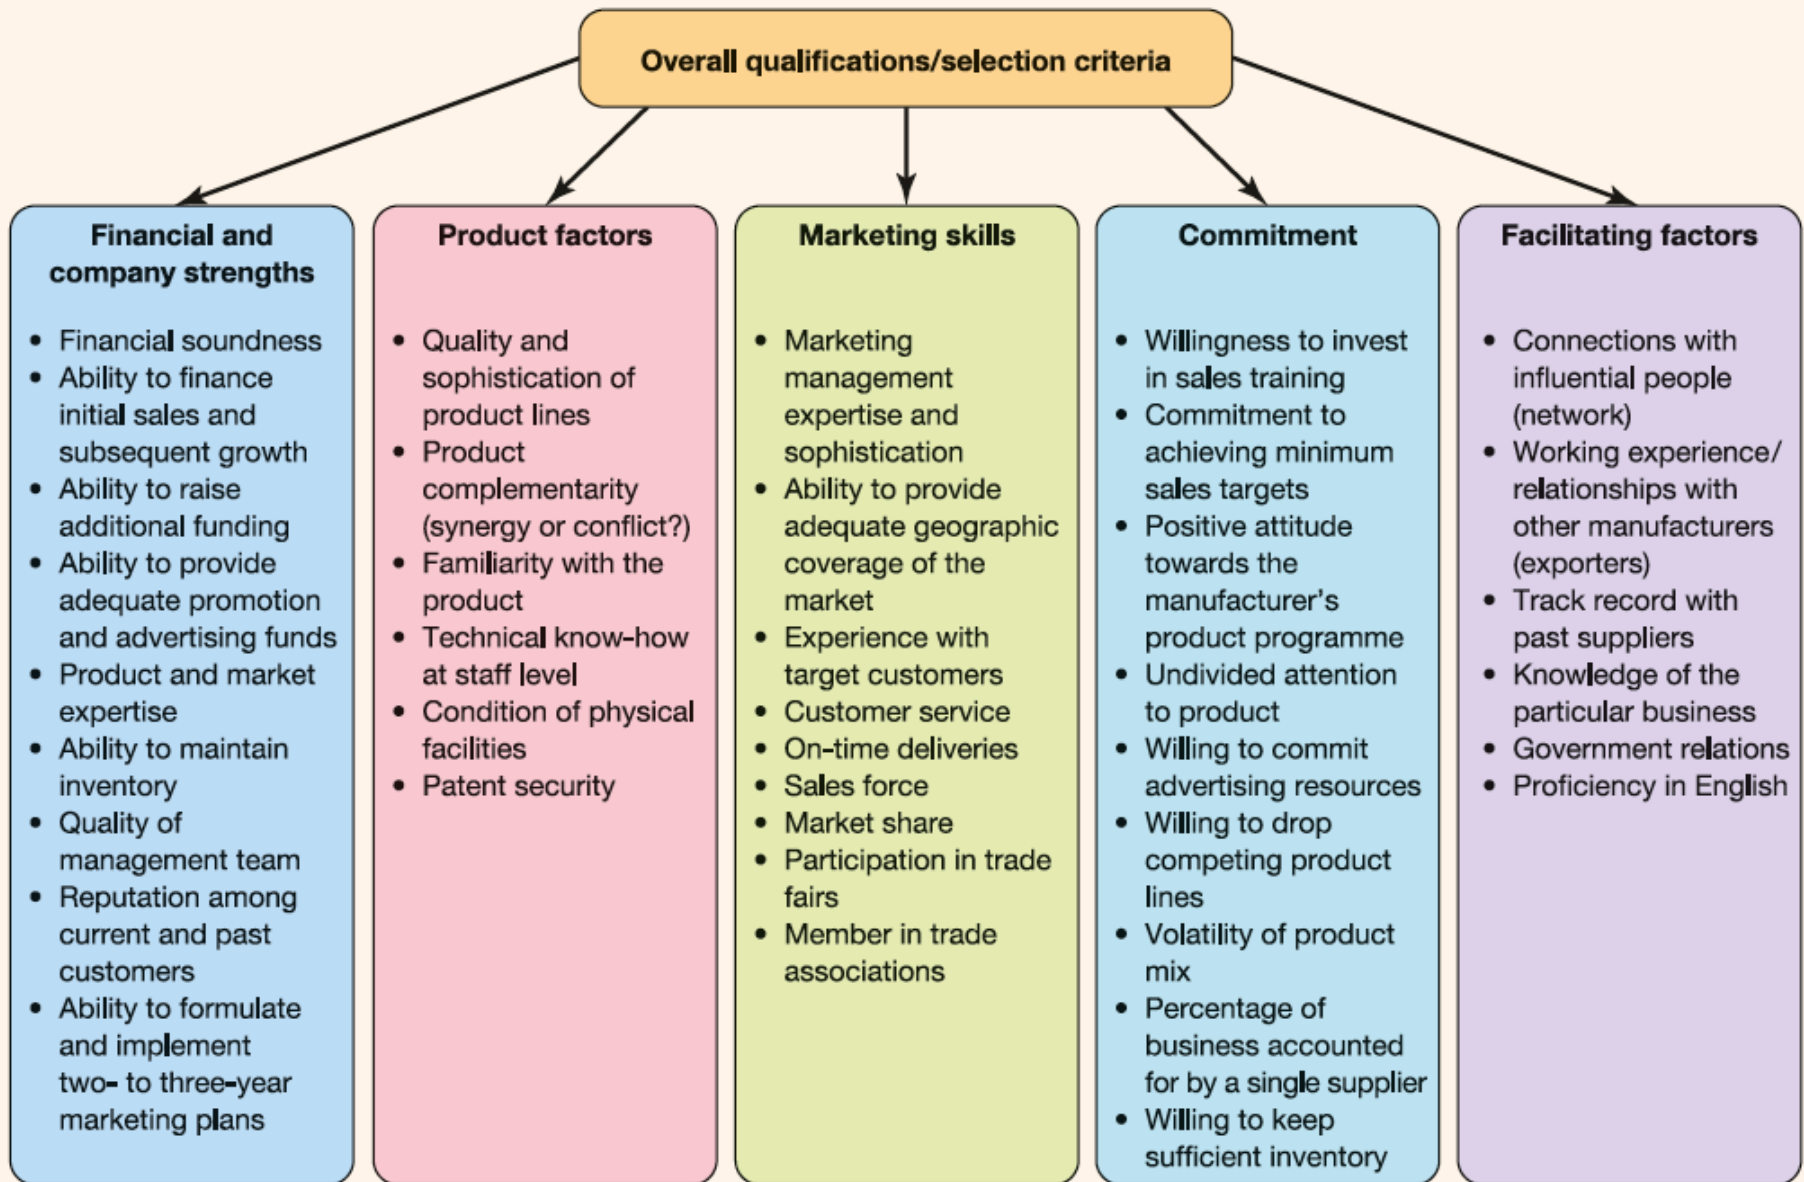 Overall qualifications/selection criteria
Financial and
company strengths
• Financial soundness
• Ability to finance
initial sales and
subsequent growth
• Ability to raise
additional funding
• Ability to provide
adequate promotion
and advertising funds
• Product and market
expertise
• Ability to maintain
inventory
• Quality of
management team
• Reputation among
current and past
customers
• Ability to formulate
and implement
two- to three-year
marketing plans
Product factors
• Quality and
sophistication of
product lines
• Product
complementarity
(synergy or conflict?)
• Familiarity with the
product
• Technical know-how
at staff level
• Condition of physical
facilities
• Patent security
Marketing skills
• Marketing
management
expertise and
sophistication
• Ability to provide
adequate geographic
coverage of the
market
• Experience with
target customers
• Customer service
• On-time deliveries
• Sales force
• Market share
• Participation in trade
fairs
• Member in trade
associations
Commitment
• Willingness to invest
in sales training
• Commitment to
achieving minimum
sales targets
• Positive attitude
towards the
manufacturer's
product programme
• Undivided attention
to product
• Willing to commit
advertising resources
• Willing to drop
competing product
lines
• Volatility of product
mix
• Percentage of
business accounted
for by a single supplier
• Willing to keep
sufficient inventory
Facilitating factors
• Connections with
influential people
(network)
• Working experience/
relationships with
other manufacturers
(exporters)
• Track record with
past suppliers
• Knowledge of the
particular business
• Government relations
• Proficiency in English